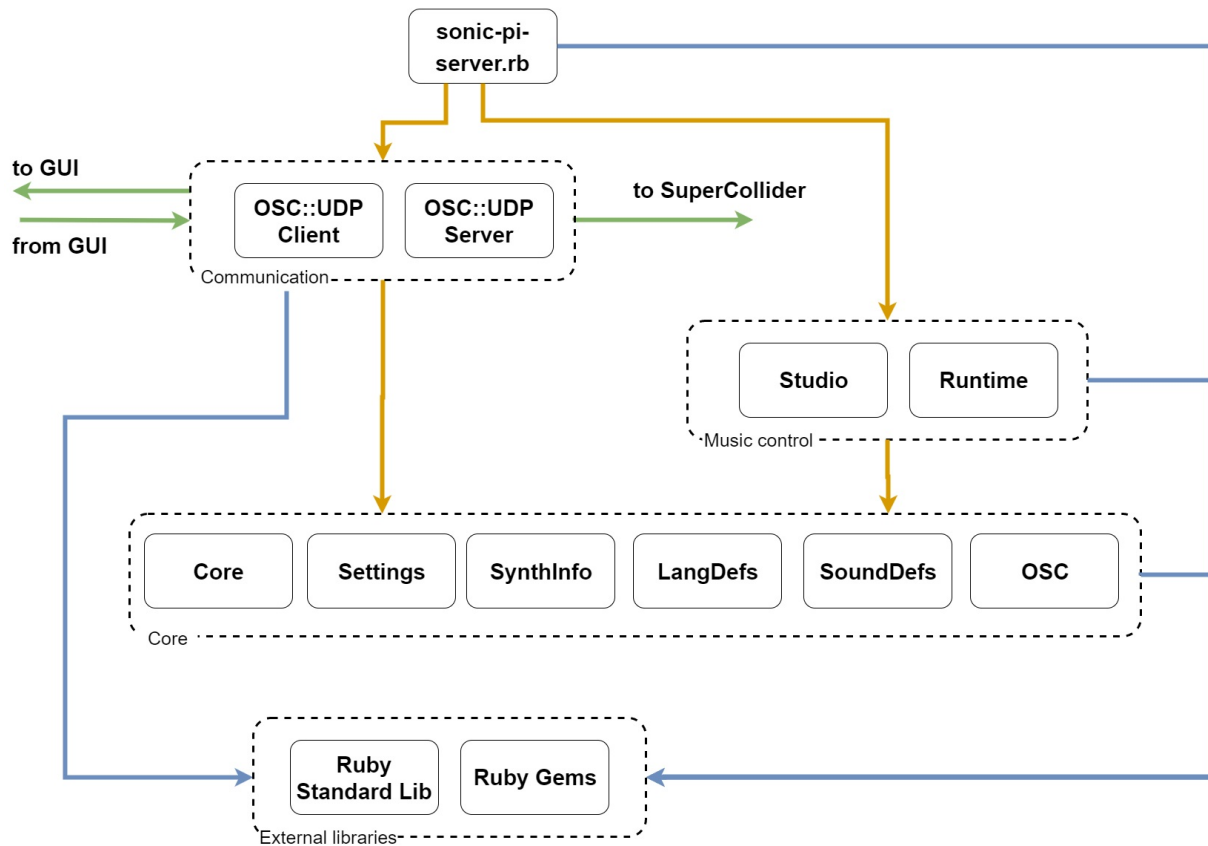 sonic-pi-
server.rb
to GUI
from GUI
OSC::UDP
Client
OSC::UDP
Server
to SuperCollider
Communication
Studio
Runtime
Music control
Core
Settings
SynthInfo
LangDefs
SoundDefs
OSC
Core
Ruby
Standard Lib
Ruby Gems
External libraries